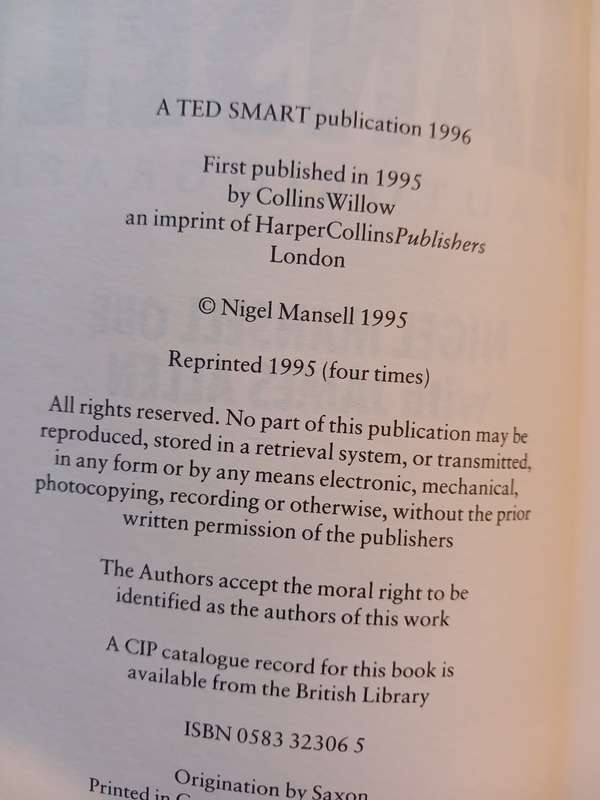 A TED SMART publication 1996
First published in 1995
by CollinsWillow
an imprint of HarperCollinsPublishers
London
© Nigel Mansell 1995
Reprinted 1995 (four times)
All rights reserved. No part of this publication may be
reproduced, stored in a retrieval system, or transmitted,
in any form or by any means electronic, mechanical,
photocopying, recording or otherwise, without the prior
written permission of the publishers
The Authors accept the moral right to be
identified as the authors of this work
A CIP catalogue record for this book is
available from the British Library
ISBN 0583 32306 5
Origination by Saxon
Printed in